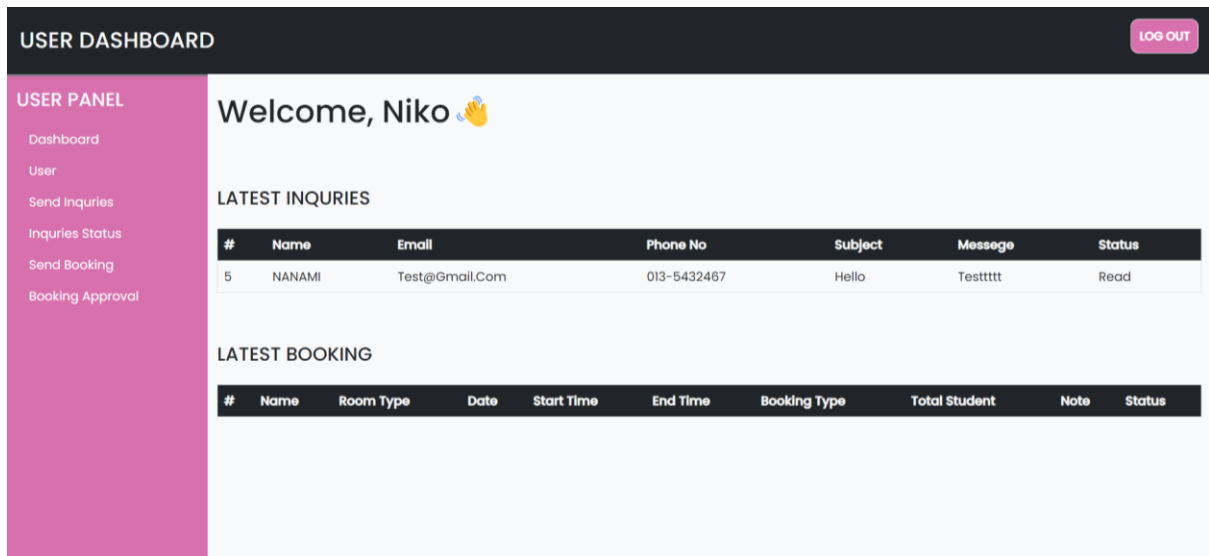 USER DASHBOARD
LOG OUT
USER PANEL
Dashboard
User
Send Inquries
Inquries Status
Send Booking
Booking Approval
Welcome, Niko 👋
LATEST INQURIES
# Name Email Phone No Subject Messege Status
5 NANAMI Test@Gmail.Com 013-5432467 Hello Testtttt Read
LATEST BOOKING
# Name Room Type Date Start Time End Time Booking Type Total Student Note Status